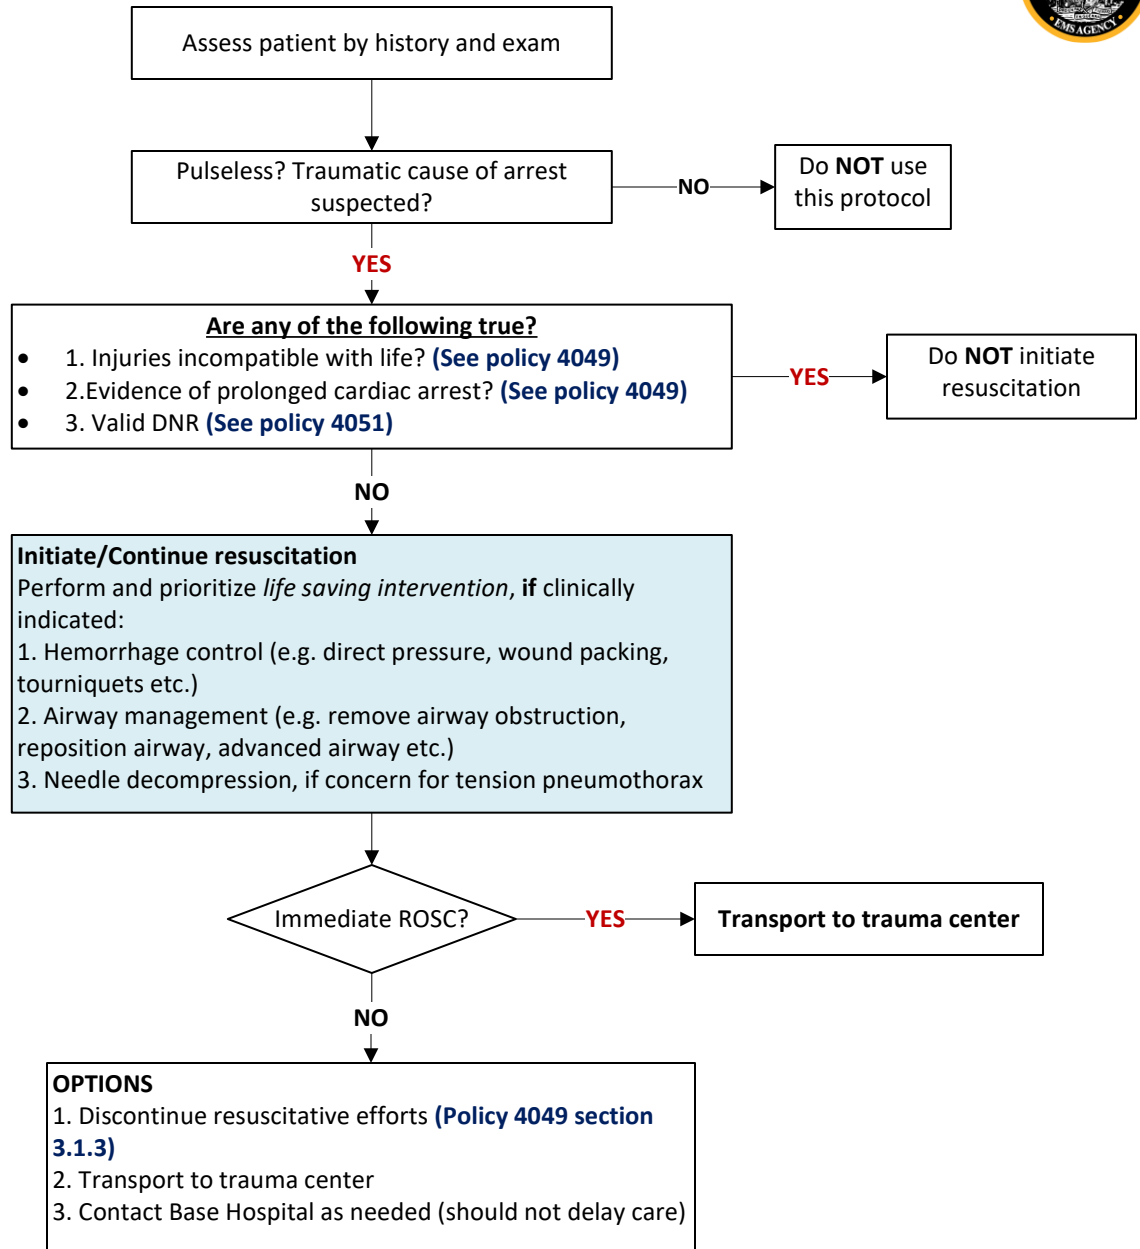 EMS AGENCY
Assess patient by history and exam
Pulseless? Traumatic cause of arrest
suspected?
NO
Do NOT use
this protocol
YES
Are any of the following true?
• 1. Injuries incompatible with life? (See policy 4049)
• 2.Evidence of prolonged cardiac arrest? (See policy 4049)
• 3. Valid DNR (See policy 4051)
YES
Do NOT initiate
resuscitation
NO
Initiate/Continue resuscitation
Perform and prioritize life saving intervention, if clinically
indicated:
1. Hemorrhage control (e.g. direct pressure, wound packing,
tourniquets etc.)
2. Airway management (e.g. remove airway obstruction,
reposition airway, advanced airway etc.)
3. Needle decompression, if concern for tension pneumothorax
Immediate ROSC?
YES
Transport to trauma center
NO
OPTIONS
1. Discontinue resuscitative efforts (Policy 4049 section
3.1.3)
2. Transport to trauma center
3. Contact Base Hospital as needed (should not delay care)